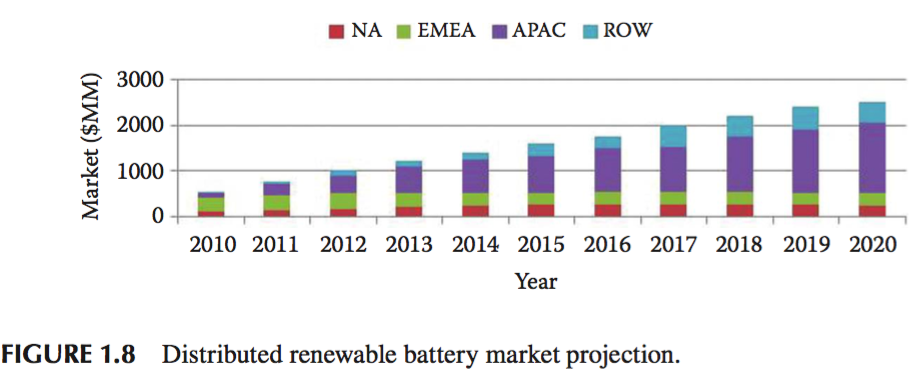 NA EMEA APAC ROW
Market ($MM)
3000
2000
1000
0
2010 2011 2012 2013 2014 2015 2016 2017 2018 2019 2020
Year
FIGURE 1.8 Distributed renewable battery market projection.